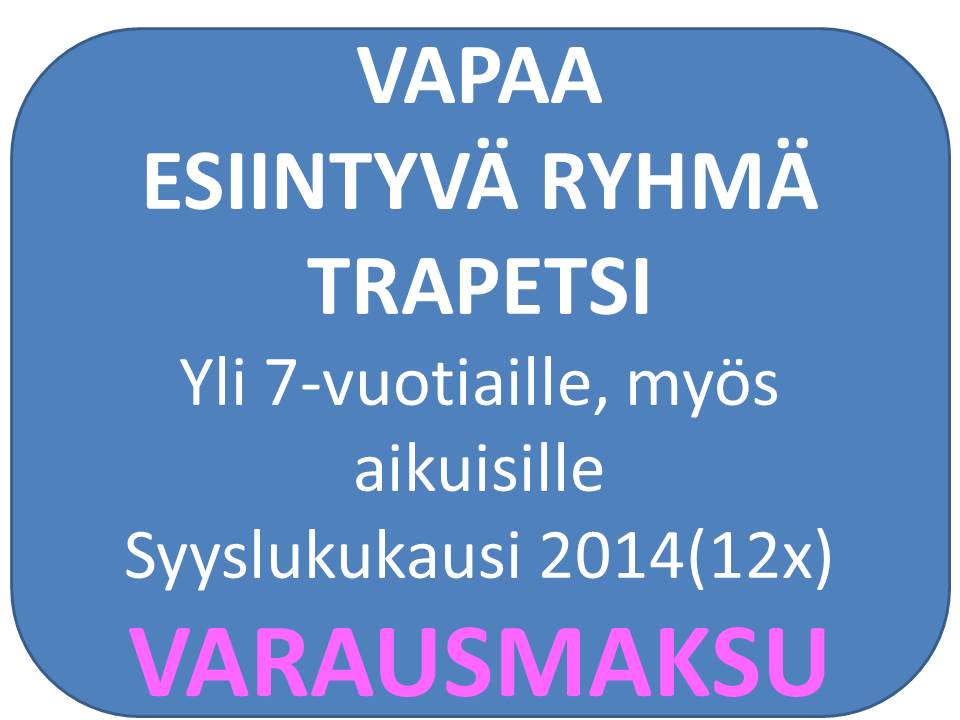 VAPAA
ESIINTYVÄ RYHMÄ
TRAPETSI
Yli 7-vuotiaille, myös
aikuisille
Syyslukukausi 2014(12x)
VARAUSMAKSU